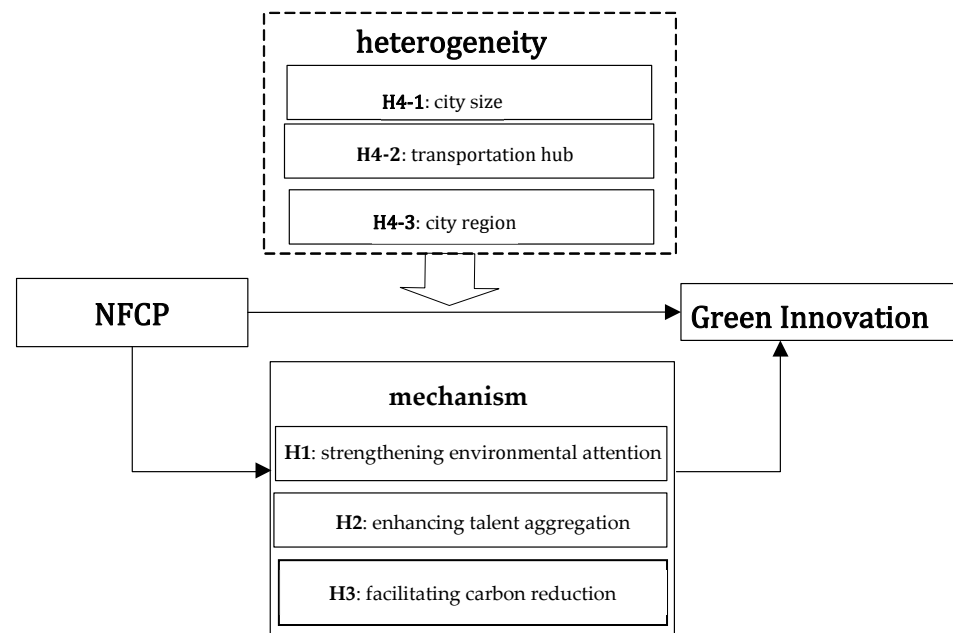 heterogeneity
H4-1: city size
H4-2: transportation hub
H4-3: city region
NFCP
Green Innovation
mechanism
H1: strengthening environmental attention
H2: enhancing talent aggregation
H3: facilitating carbon reduction